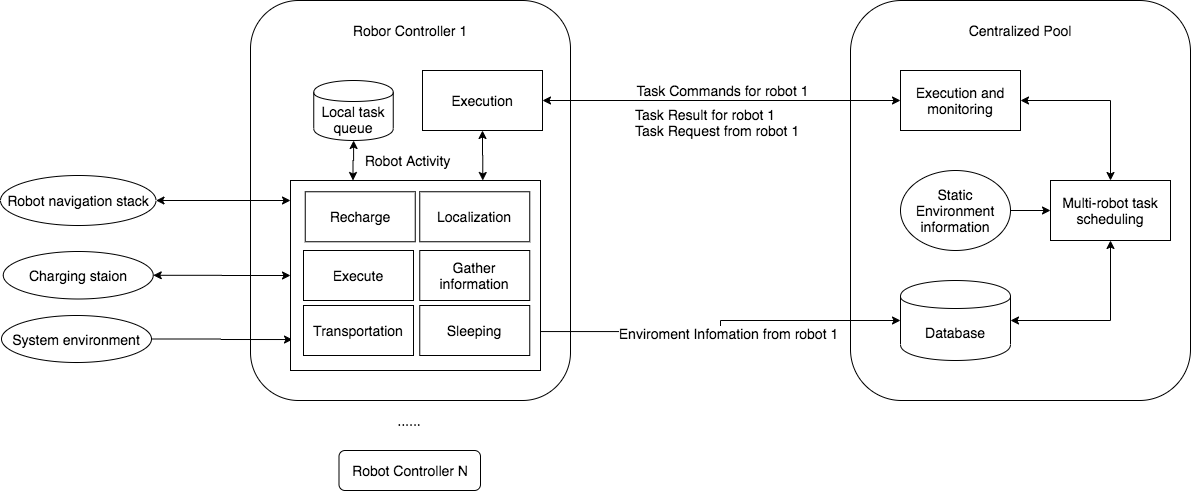 Robor Controller 1
Centralized Pool
Local task
queue
Execution
Task Commands for robot 1
Task Result for robot 1
Task Request from robot 1
Execution and
monitoring
Robot Activity
Robot navigation stack
Recharge
Localization
Static
Environment
information
Multi-robot task
scheduling
Charging staion
Execute
Gather
information
System environment
Transportation
Sleeping
Enviroment Infomation from robot 1
Database
......
Robot Controller N